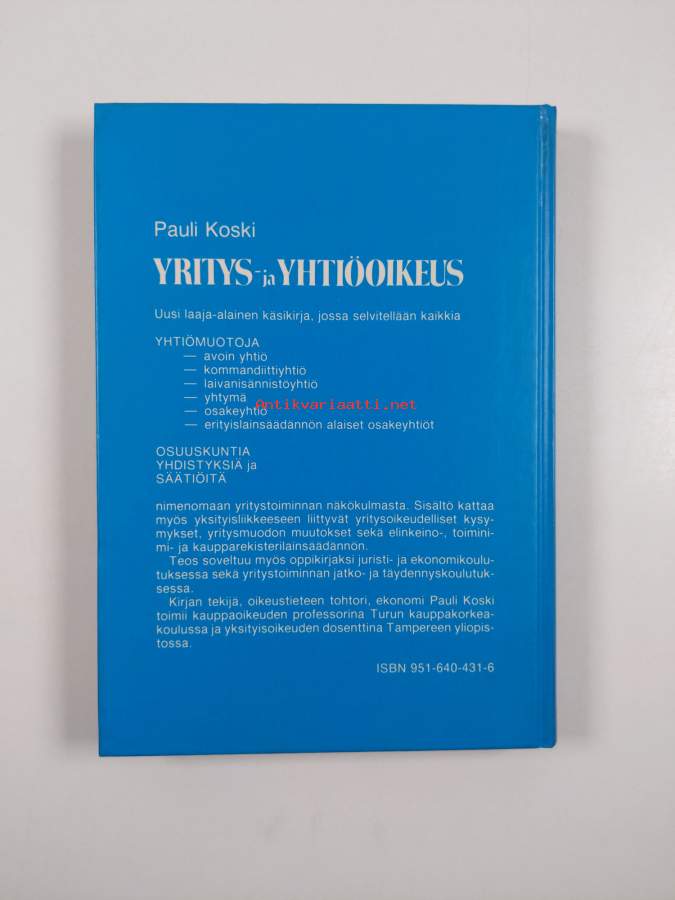 Pauli Koski
YRITYS- ja YHTIÖOIKEUS
Uusi laaja-alainen käsikirja, jossa selvitellään kaikkia
YHTIÖMUOTOJA
— avoin yhtiö
— kommandiittiyhtiö
— laivanisännistöyhtiö
— yhtymä
Antikvariaatti.net
— osakeyhtiö
— erityislainsäädännön alaiset osakeyhtiöt
OSUUSKUNTIA
YHDISTYKSIÄ ja
SÄÄTIÖITÄ
nimenomaan yritystoiminnan näkökulmasta. Sisältö kattaa
myös yksityisliikkeeseen liittyvät yritysoikeudelliset kysy-
mykset, yritysmuodon muutokset sekä elinkeino-, toimini-
mi- ja kaupparekisterilainsäädännön.
Teos soveltuu myös oppikirjaksi juristi- ja ekonomikoulu-
tuksessa sekä yritystoiminnan jatko- ja täydennyskoulutuk-
sessa.
Kirjan tekijä, oikeustieteen tohtori, ekonomi Pauli Koski
toimii kauppaoikeuden professorina Turun kauppakorkea-
koulussa ja yksityisoikeuden dosenttina Tampereen yliopis-
tossa.
ISBN 951-640-431-6